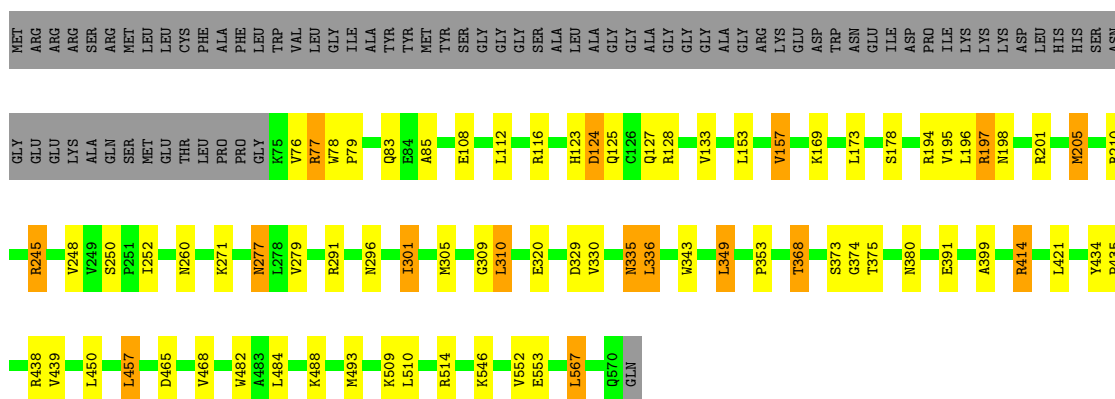 MET ARG ARG ARG SER ARG MET LEU LEU CYS PHE ALA PHE LEU TRP VAL LEU GLY ILE ALA TYR TYR MET TYR SER GLY GLY GLY SER ALA LEU ALA GLY GLY ALA GLY GLY GLY ALA GLY ARG LYS GLU ASP TRP ASN GLU ILE ASP PRO ILE LYS LYS LYS ASP LEU HIS HIS SER ASN
GLY GLU GLU LYS ALA GLN SER MET GLU THR LEU PRO PRO GLY K75 V76 R77 W78 P79 Q83 E84 A85 E108 L112 R116 H123 D124 Q125 C126 Q127 R128 V133 L153 V157 K169 L173 S178 R194 V195 L196 R197 N198 R201 M205
R245 V248 V249 S250 P251 I252 N260 K271 N277 L278 V279 R291 N296 I301 M305 G309 L310 E320 D329 V330 N335 L336 W343 L349 P353 T368 S373 G374 T375 N380 E391 A399 R414 L421 Y434
R438 V439 L450 L457 D465 V468 W482 A483 L484 K488 M493 K509 L510 R514 K546 V552 E553 L567 Q570 GLN